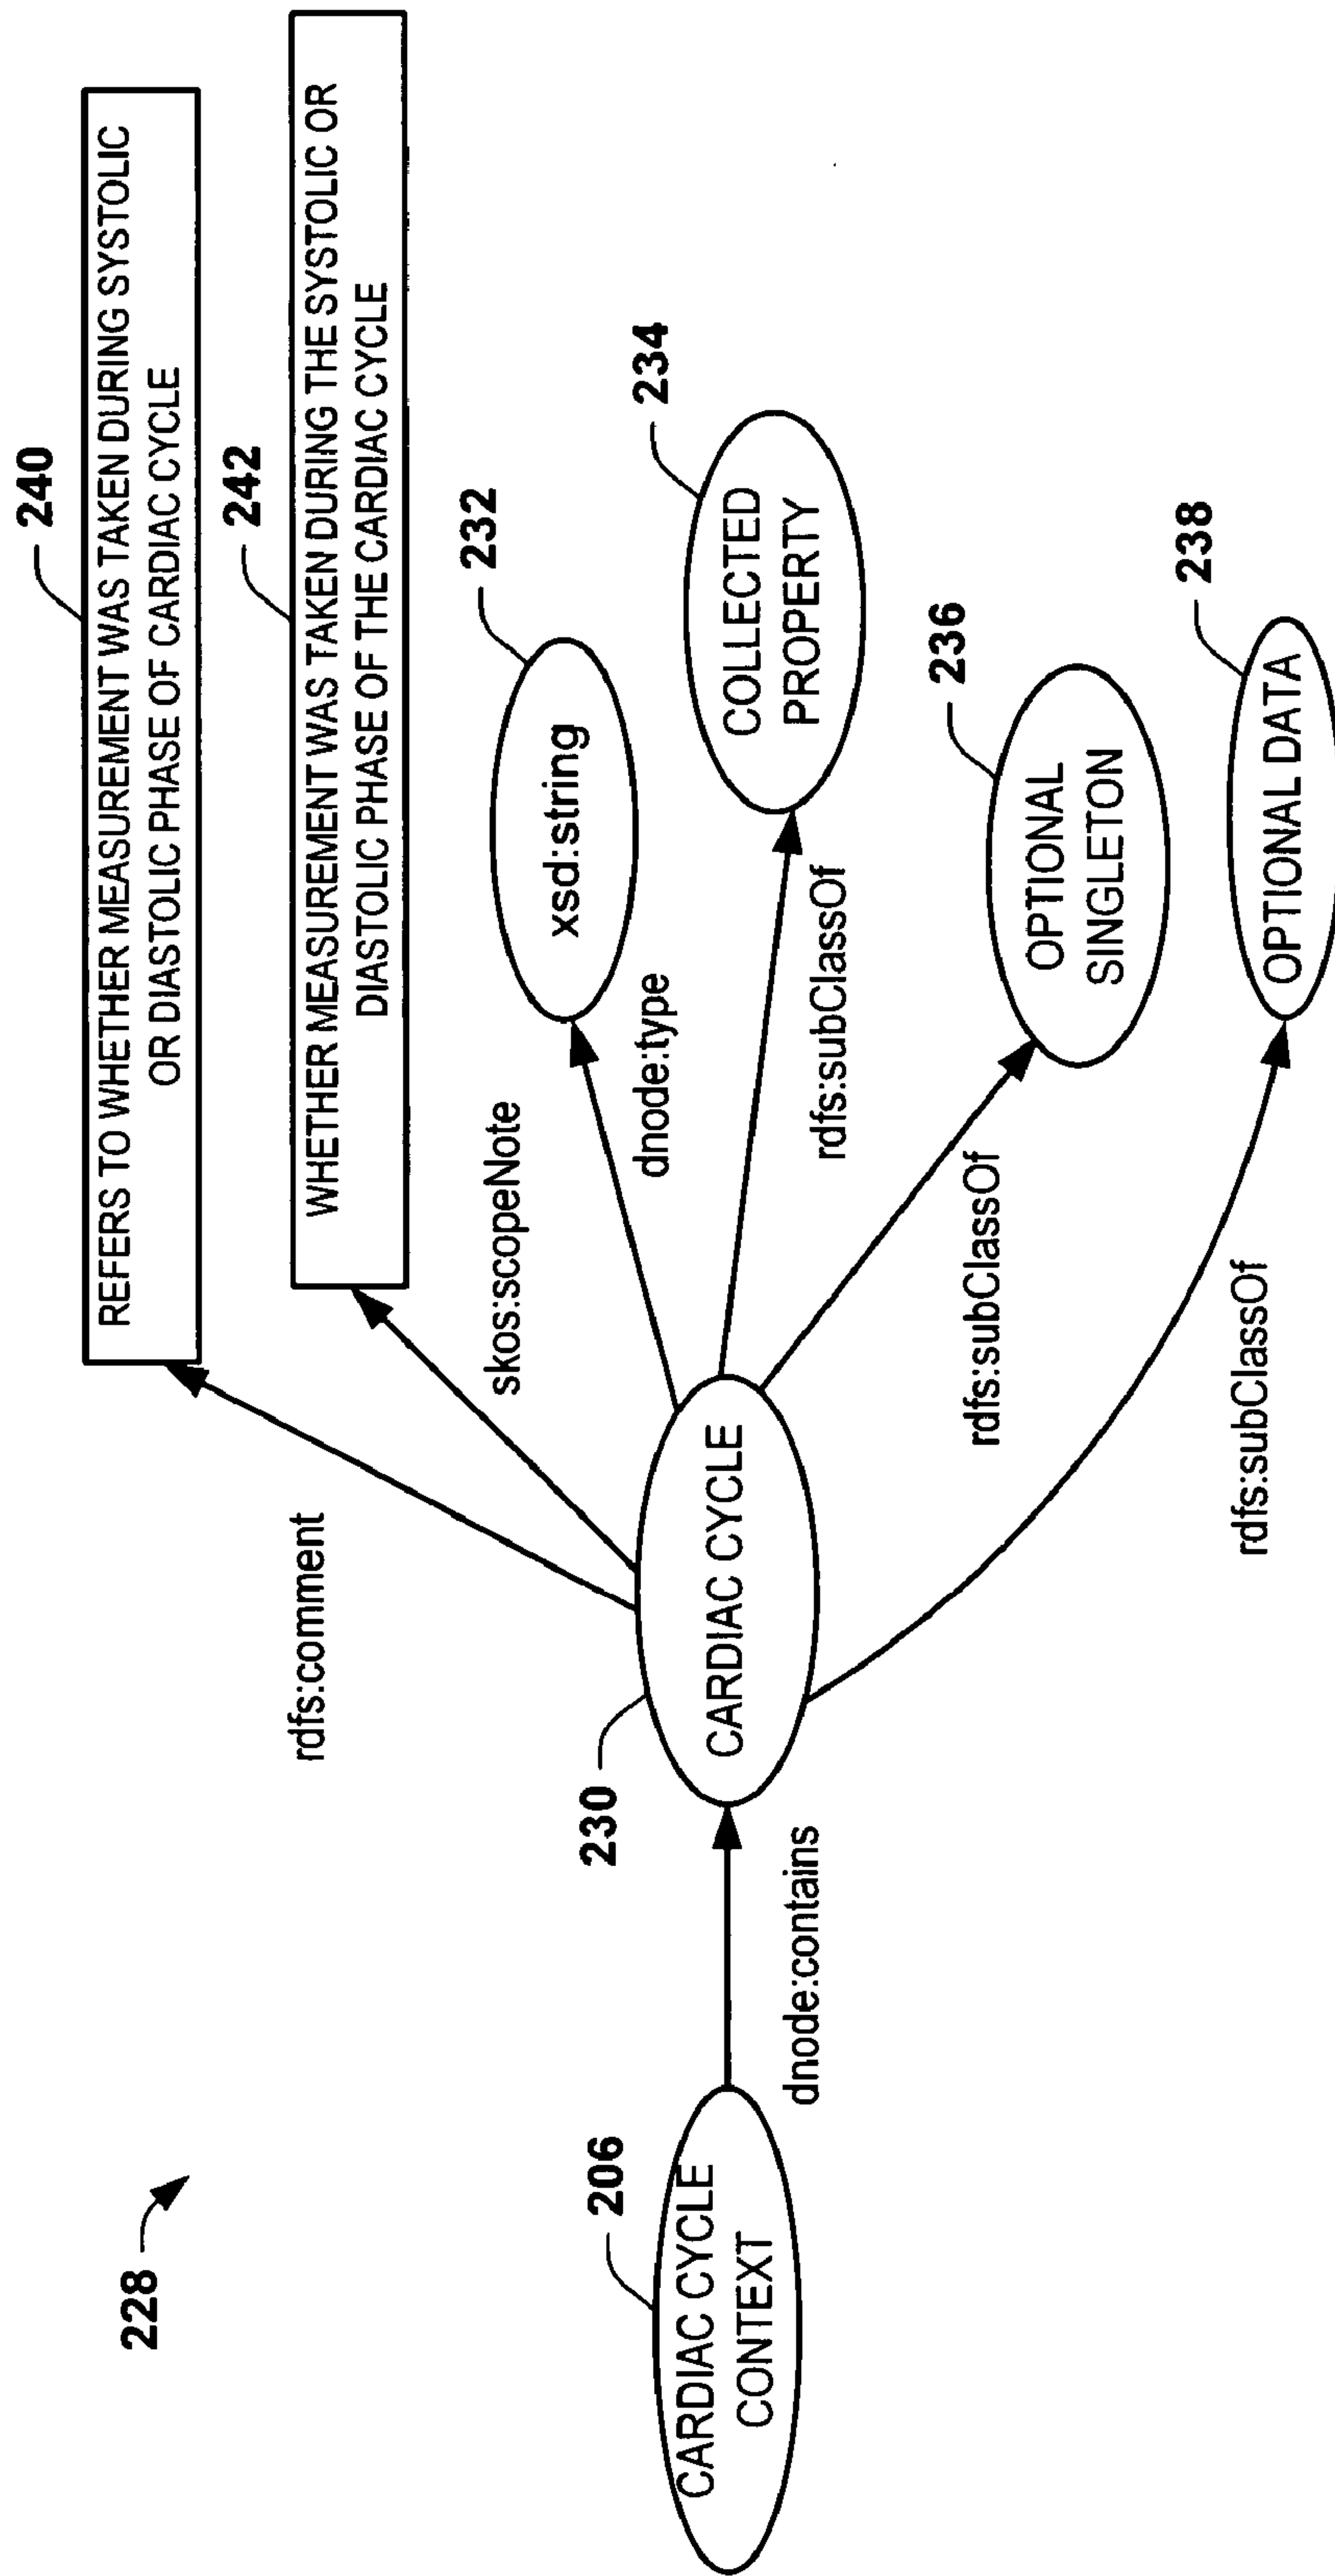 228
240
REFERS TO WHETHER MEASUREMENT WAS TAKEN DURING SYSTOLIC
OR DIASTOLIC PHASE OF CARDIAC CYCLE
rdfs:comment
242
WHETHER MEASUREMENT WAS TAKEN DURING THE SYSTOLIC OR
DIASTOLIC PHASE OF THE CARDIAC CYCLE
skos:scopeNote
232
xsd:string
dnode:type
206
CARDIAC CYCLE
CONTEXT
dnode:contains
230
CARDIAC CYCLE
234
COLLECTED
PROPERTY
rdfs:subClassOf
236
OPTIONAL
SINGLETON
rdfs:subClassOf
238
OPTIONAL DATA
rdfs:subClassOf